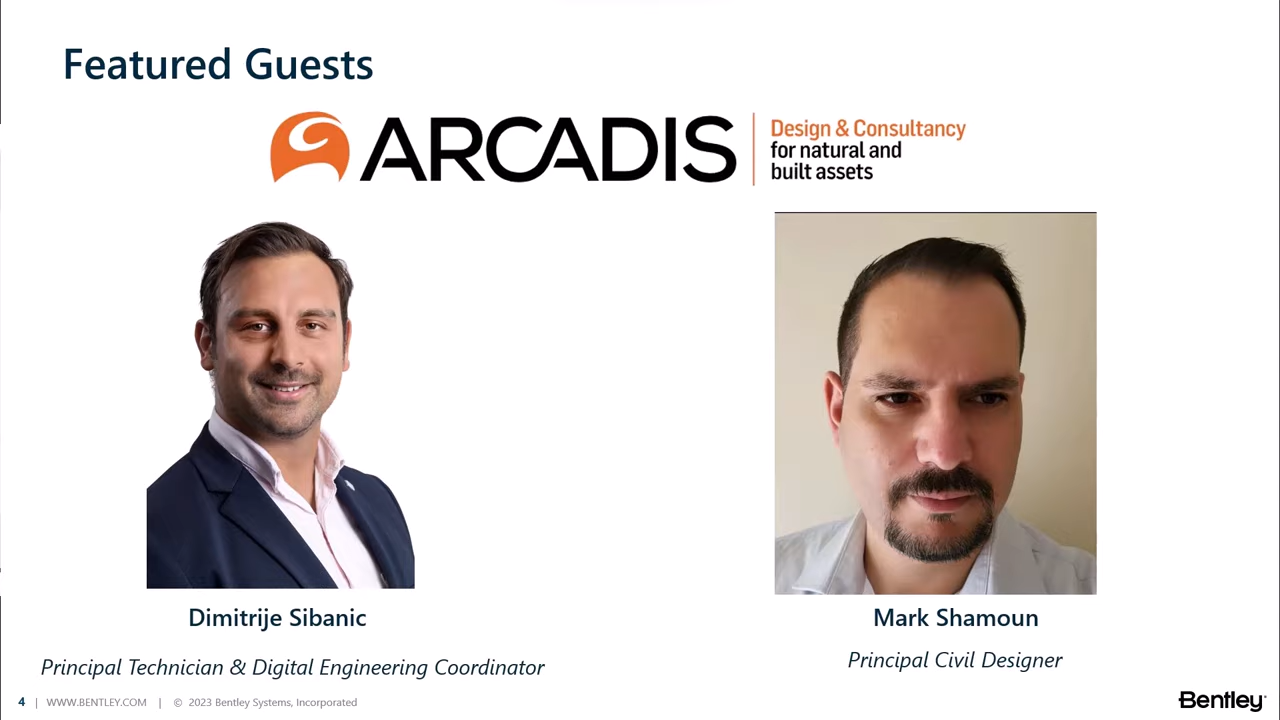 Featured Guests
ARCADIS
Design & Consultancy
for natural and
built assets
Dimitrije Sibanic
Mark Shamoun
Principal Technician & Digital Engineering Coordinator
Principal Civil Designer
4 | WWW.BENTLEY.COM | © 2023 Bentley Systems, Incorporated
Bentley